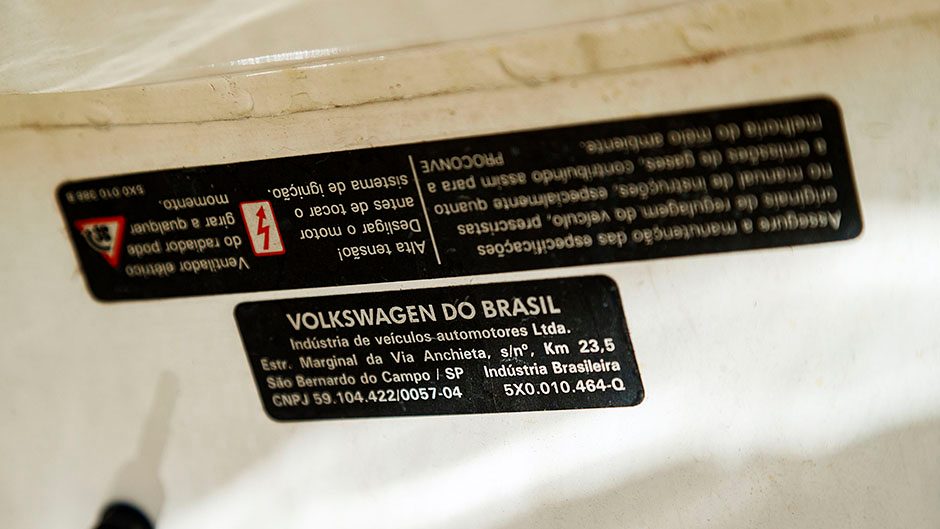 5X0 010 388 B
Ventilador elétrico
do radiador pode
girar a qualquer
momento.
Alta tensão!
Desligar o motor
antes de tocar o
sistema de ignição.
Assegure a manutenção das especificações
originais de regulagem do veículo, prescristas
no manual de instruções, especialmente quanto
a emissões de gases, contribuindo assim para a
melhoria do meio ambiente.
PROCONVE
VOLKSWAGEN DO BRASIL
Indústria de veículos automotores Ltda.
Estr. Marginal da Via Anchieta, s/nº, Km 23,5
São Bernardo do Campo / SP Indústria Brasileira
CNPJ 59.104.422/0057-04 5X0.010.464-Q